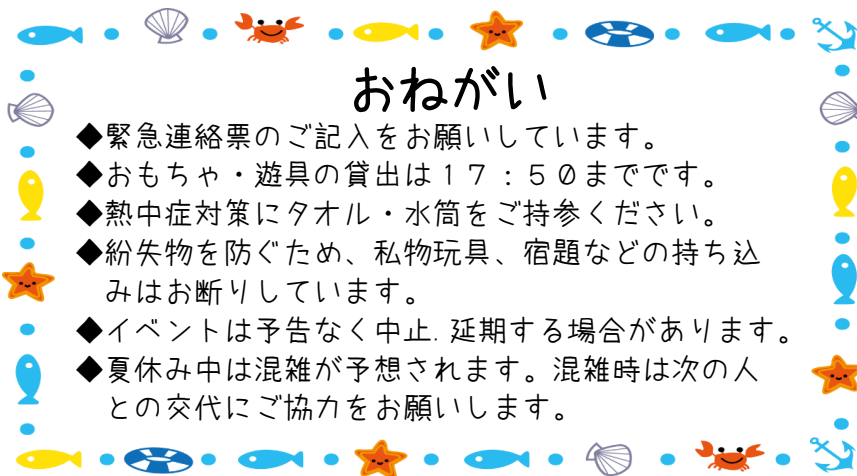 おねがい
◆緊急連絡票のご記入をお願いしています。
◆おもちゃ・遊具の貸出は１７：５０までです。
◆熱中症対策にタオル・水筒をご持参ください。
◆紛失物を防ぐため、私物玩具、宿題などの持ち込
みはお断りしています。
◆イベントは予告なく中止.延期する場合があります。
◆夏休み中は混雑が予想されます。混雑時は次の人
との交代にご協力をお願いします。